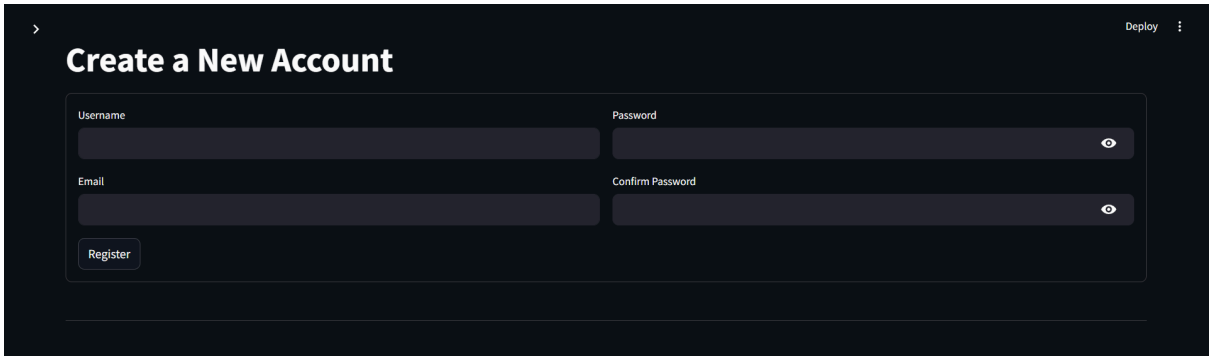 Deploy
Create a New Account
Username
Password
Email
Confirm Password
Register